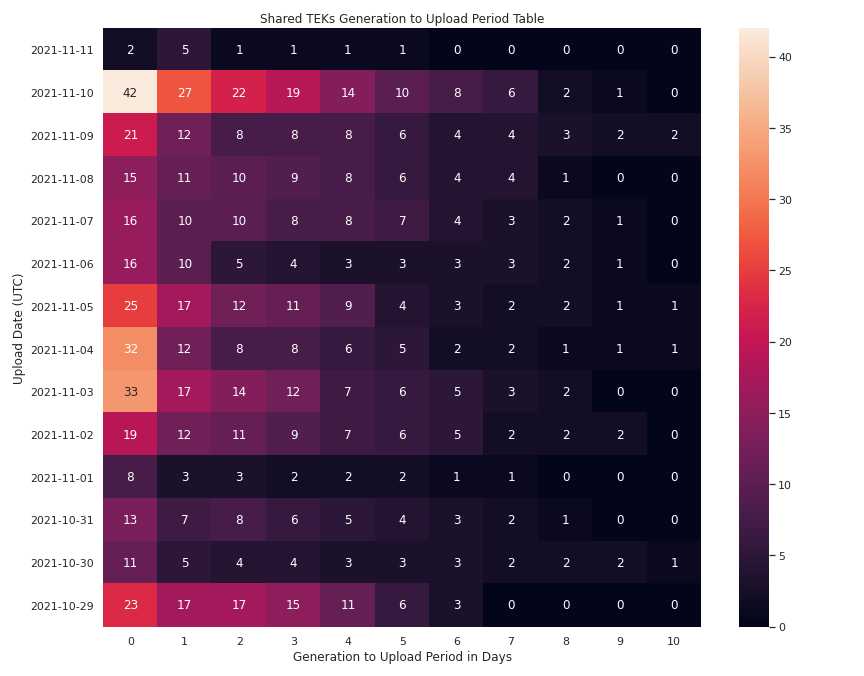 Shared TEKs Generation to Upload Period Table
2021-11-11 2 5 1 1 1 1 0 0 0 0 0
2021-11-10 42 27 22 19 14 10 8 6 2 1 0
2021-11-09 21 12 8 8 8 6 4 4 3 2 2
2021-11-08 15 11 10 9 8 6 4 4 1 0 0
2021-11-07 16 10 10 8 8 7 4 3 2 1 0
2021-11-06 16 10 5 4 3 3 3 3 2 1 0
2021-11-05 25 17 12 11 9 4 3 2 2 1 1
2021-11-04 32 12 8 8 6 5 2 2 1 1 1
2021-11-03 33 17 14 12 7 6 5 3 2 0 0
2021-11-02 19 12 11 9 7 6 5 2 2 2 0
2021-11-01 8 3 3 2 2 2 1 1 0 0 0
2021-10-31 13 7 8 6 5 4 3 2 1 0 0
2021-10-30 11 5 4 4 3 3 3 2 2 2 1
2021-10-29 23 17 17 15 11 6 3 0 0 0 0
0 1 2 3 4 5 6 7 8 9 10
Generation to Upload Period in Days
Upload Date (UTC)
40
35
30
25
20
15
10
5
0